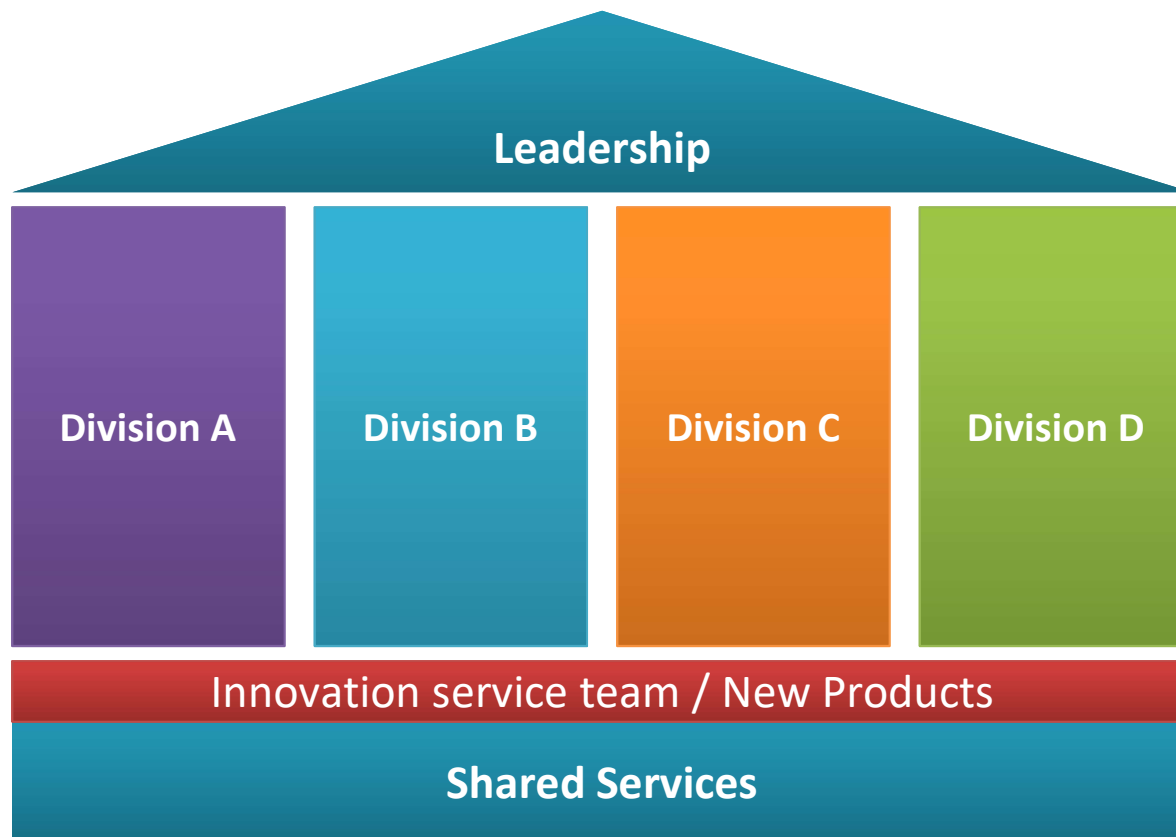 Leadership
Division A
Division B
Division C
Division D
Innovation service team / New Products
Shared Services